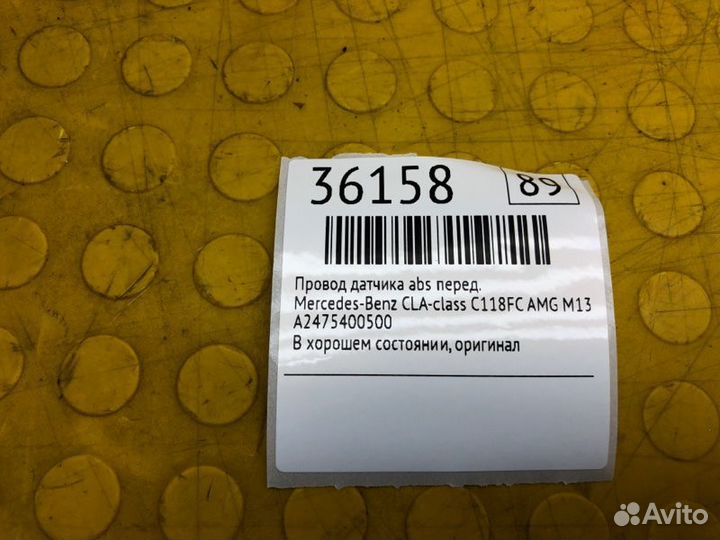 36158 89
Провод датчика abs перед.
Mercedes-Benz CLA-class C118FC AMG M13
A2475400500
В хорошем состоянии, оригинал
Avito